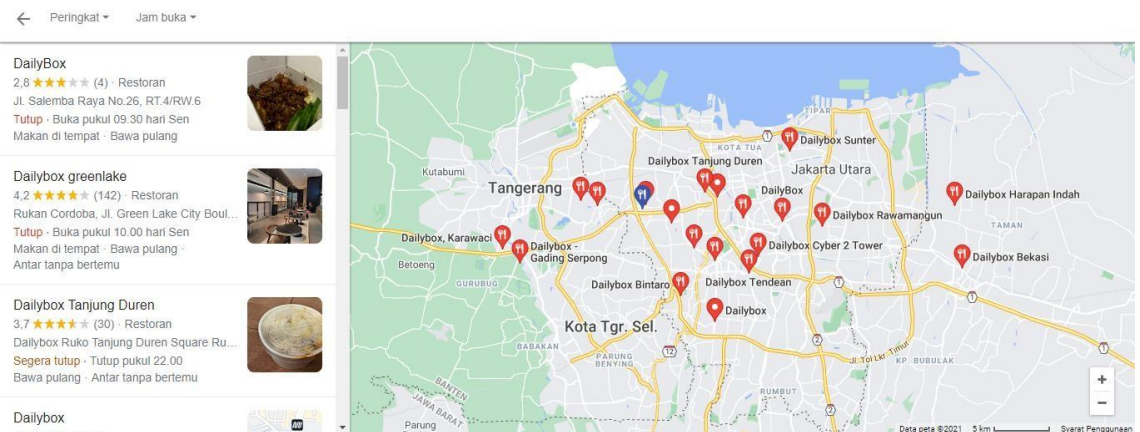 Peringkat Jam buka
DailyBox
2,8 (4) · Restoran
Jl. Salemba Raya No.26, RT.4/RW.6
Tutup · Buka pukul 09.30 hari Sen
Makan di tempat · Bawa pulang
Dailybox greenlake
4,2 (142) · Restoran
Rukan Cordoba, Jl. Green Lake City Boul...
Tutup · Buka pukul 10.00 hari Sen
Makan di tempat · Bawa pulang ·
Antar tanpa bertemu
Dailybox Tanjung Duren
3,7 (30) · Restoran
Dailybox Ruko Tanjung Duren Square Ru...
Segera tutup · Tutup pukul 22.00
Bawa pulang · Antar tanpa bertemu
Dailybox
TIPAR
1
KOTA TUA
Dailybox Sunter
Dailybox Tanjung Duren
Jakarta Utara
Kutabumi
Tangerang
DailyBox
Dailybox Harapan Indah
Dailybox Rawamangun
TAMAN
Dailybox, Karawaci
Dailybox -
Gading Serpong
Dailybox Cyber 2 Tower
Dailybox Bekasi
Betoeng
GURUBUG
Dailybox Bintaro
Dailybox Tendean
Dailybox
Kota Tgr. Sel.
BABAKAN
PARUNG
BENYING
12
2
Jl. Tol Lkr Timur
KP. BUBULAK
BANTEN
JAWA BARAT
RUMBUT
2
Parung
+
−
Data peta ©2021 5 km Syarat Penggunaan